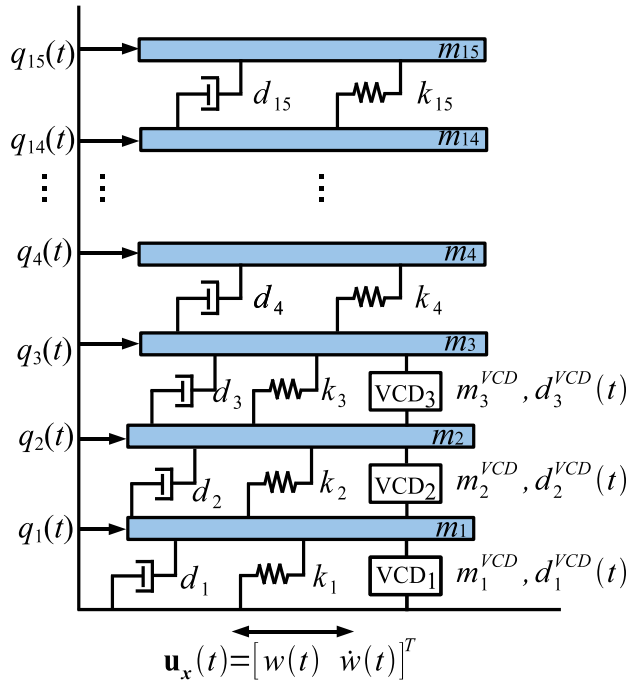 q₁₅(t) m₁₅
d₁₅ k₁₅
q₁₄(t) m₁₄
⋮ ⋮ ⋮
q₄(t) m₄
d₄ k₄
q₃(t) m₃
d₃ k₃ VCD₃ m₃^VCD , d₃^VCD(t)
q₂(t) m₂
d₂ k₂ VCD₂ m₂^VCD , d₂^VCD(t)
q₁(t) m₁
d₁ k₁ VCD₁ m₁^VCD , d₁^VCD(t)
uₓ(t)=[w(t) ẇ(t)]^T